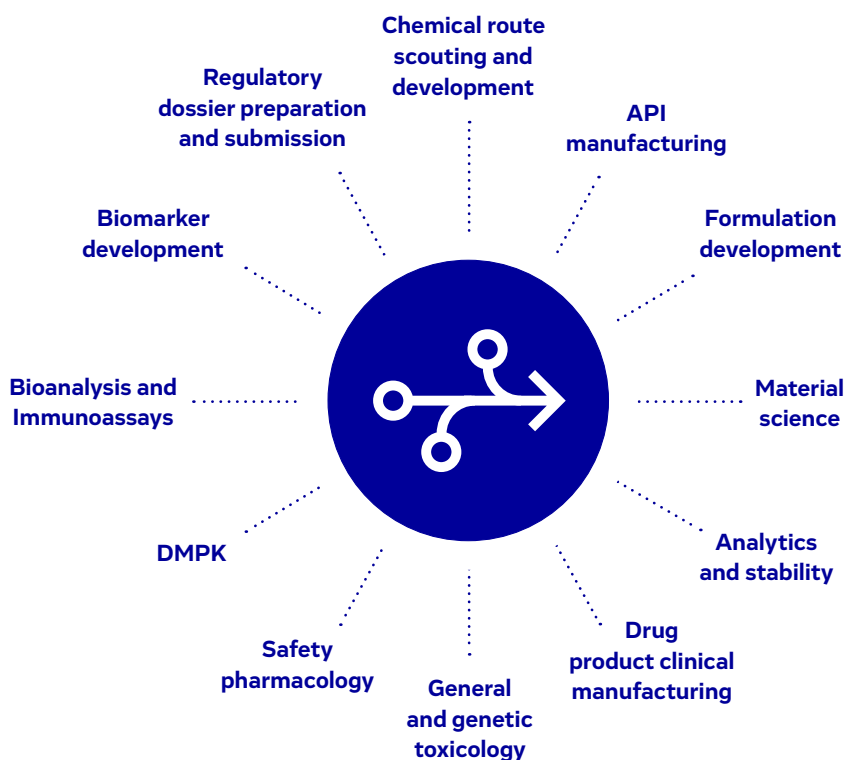 Chemical route
scouting and
development
API
manufacturing
Formulation
development
Material
science
Analytics
and stability
Drug
product clinical
manufacturing
General
and genetic
toxicology
Safety
pharmacology
DMPK
Bioanalysis and
Immunoassays
Biomarker
development
Regulatory
dossier preparation
and submission